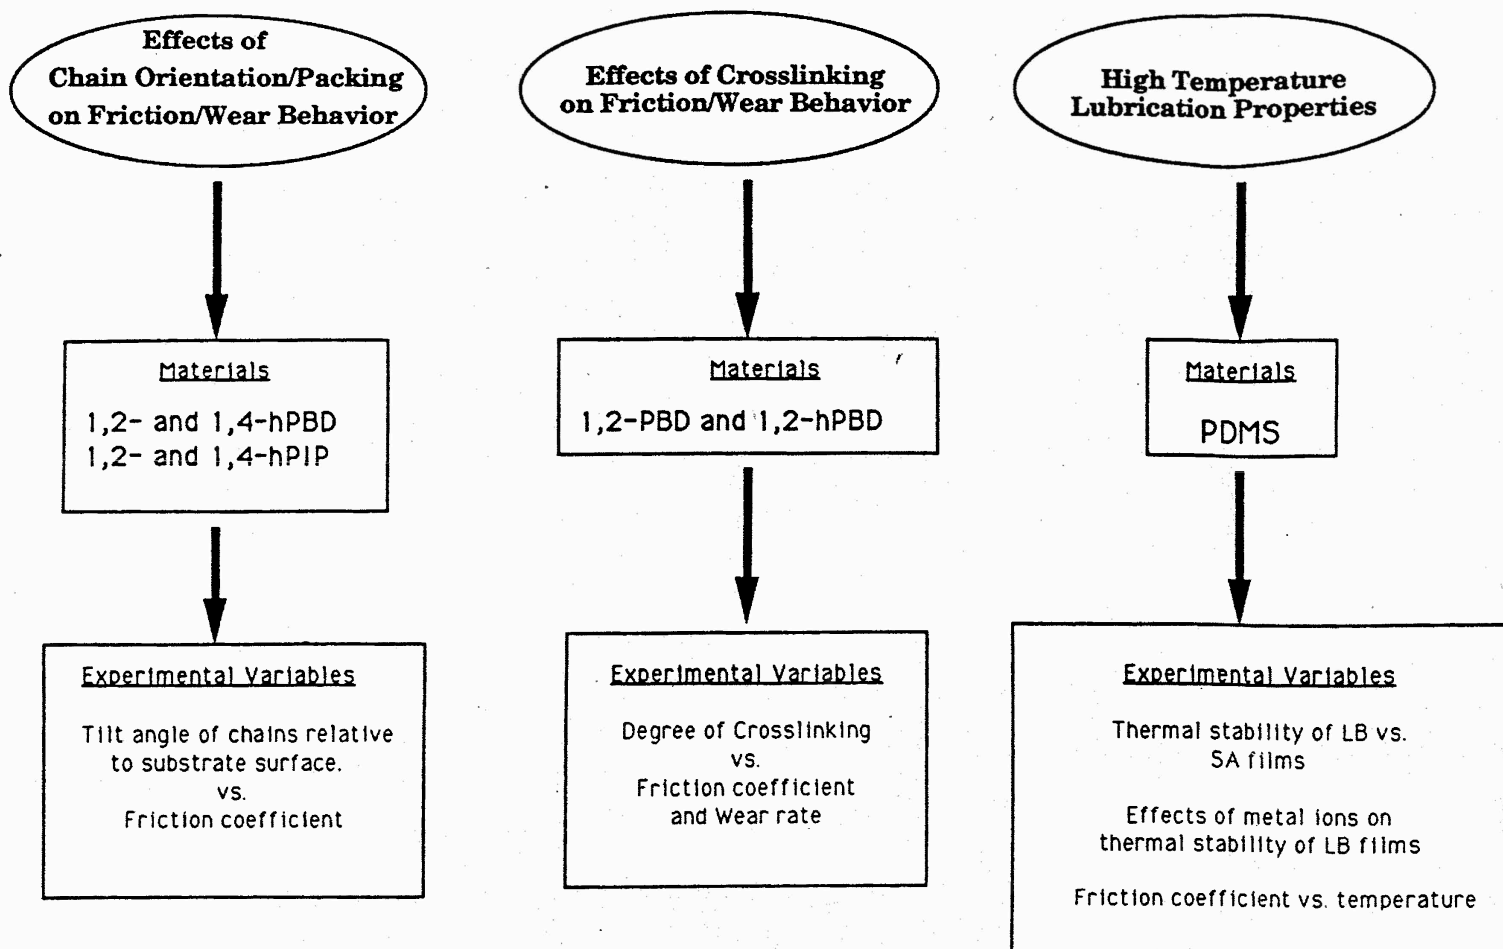 Effects of
Chain Orientation/Packing
on Friction/Wear Behavior
Materials
1,2- and 1,4-hPBD
1,2- and 1,4-hPIP
Experimental Variables
Tilt angle of chains relative
to substrate surface.
vs.
Friction coefficient
Effects of Crosslinking
on Friction/Wear Behavior
Materials
1,2-PBD and 1,2-hPBD
Experimental Variables
Degree of Crosslinking
vs.
Friction coefficient
and Wear rate
High Temperature
Lubrication Properties
Materials
PDMS
Experimental Variables
Thermal stability of LB vs.
SA films
Effects of metal ions on
thermal stability of LB films
Friction coefficient vs. temperature